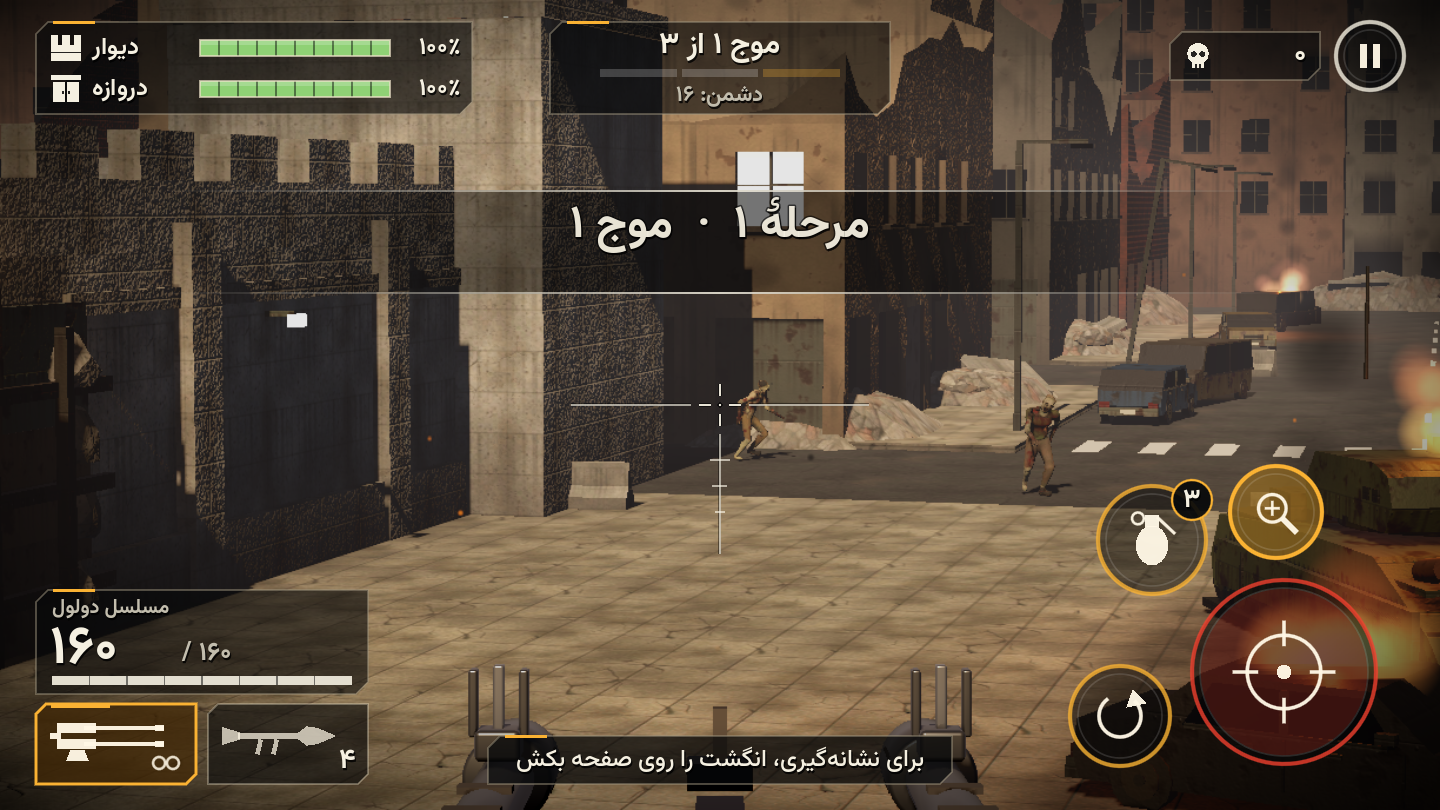 دیوار ۱۰۰٪
دروازه ۱۰۰٪
موج ۱ از ۳
دشمن: ۱۶
۰
مرحلهٔ ۱ · موج ۱
۳
مسلسل دولول
۱۶۰ / ۱۶۰
∞
۴
برای نشانه‌گیری، انگشت را روی صفحه بکش